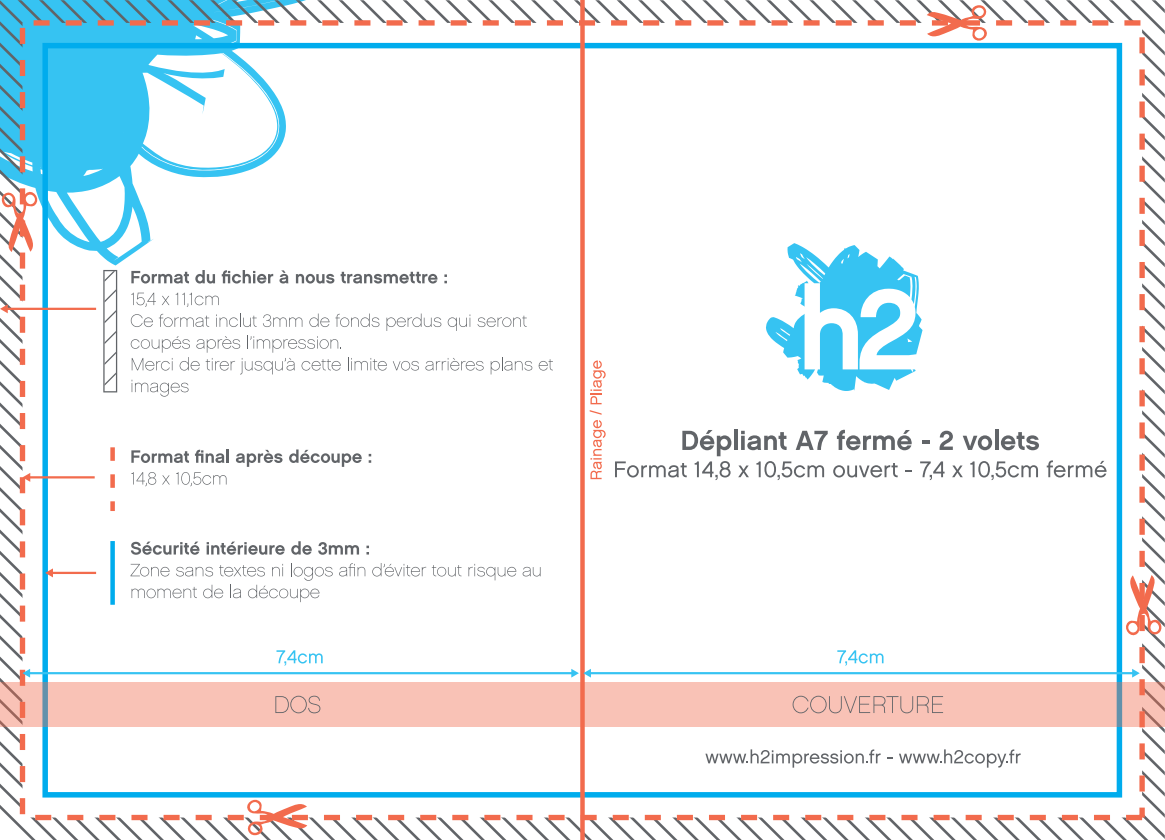 Format du fichier à nous transmettre :
15,4 x 11,1cm
Ce format inclut 3mm de fonds perdus qui seront
coupés après l'impression.
Merci de tirer jusqu'à cette limite vos arrières plans et
images
Format final après découpe :
14,8 x 10,5cm
Sécurité intérieure de 3mm :
Zone sans textes ni logos afin d'éviter tout risque au
moment de la découpe
7,4cm
DOS
Rainage / Pliage
h2
Dépliant A7 fermé - 2 volets
Format 14,8 x 10,5cm ouvert - 7,4 x 10,5cm fermé
7,4cm
COUVERTURE
www.h2impression.fr - www.h2copy.fr